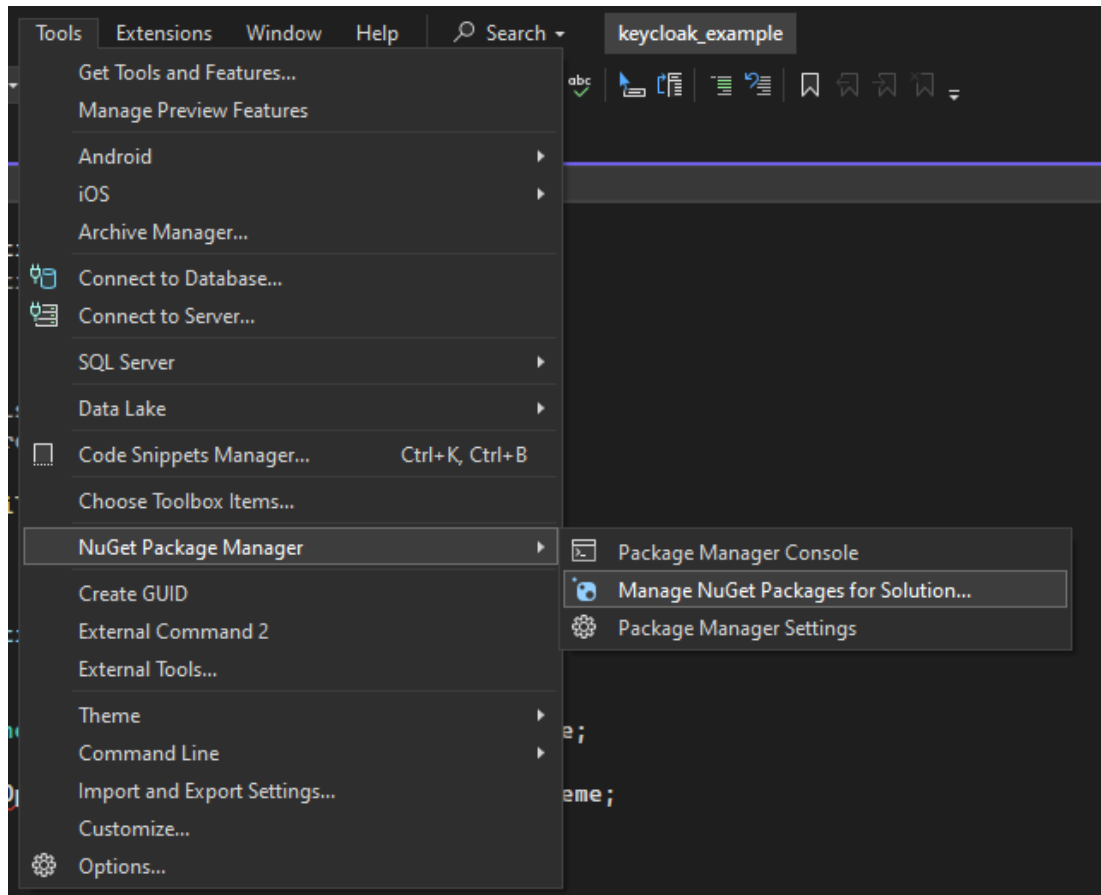 Tools Extensions Window Help Search keycloak_example
Get Tools and Features...
Manage Preview Features
abc
Android
iOS
Archive Manager...
Connect to Database...
Connect to Server...
SQL Server
Data Lake
Code Snippets Manager... Ctrl+K, Ctrl+B
Choose Toolbox Items...
NuGet Package Manager
Package Manager Console
Manage NuGet Packages for Solution...
Package Manager Settings
Create GUID
External Command 2
External Tools...
Theme
e;
Command Line
Import and Export Settings...
eme;
Customize...
Options...